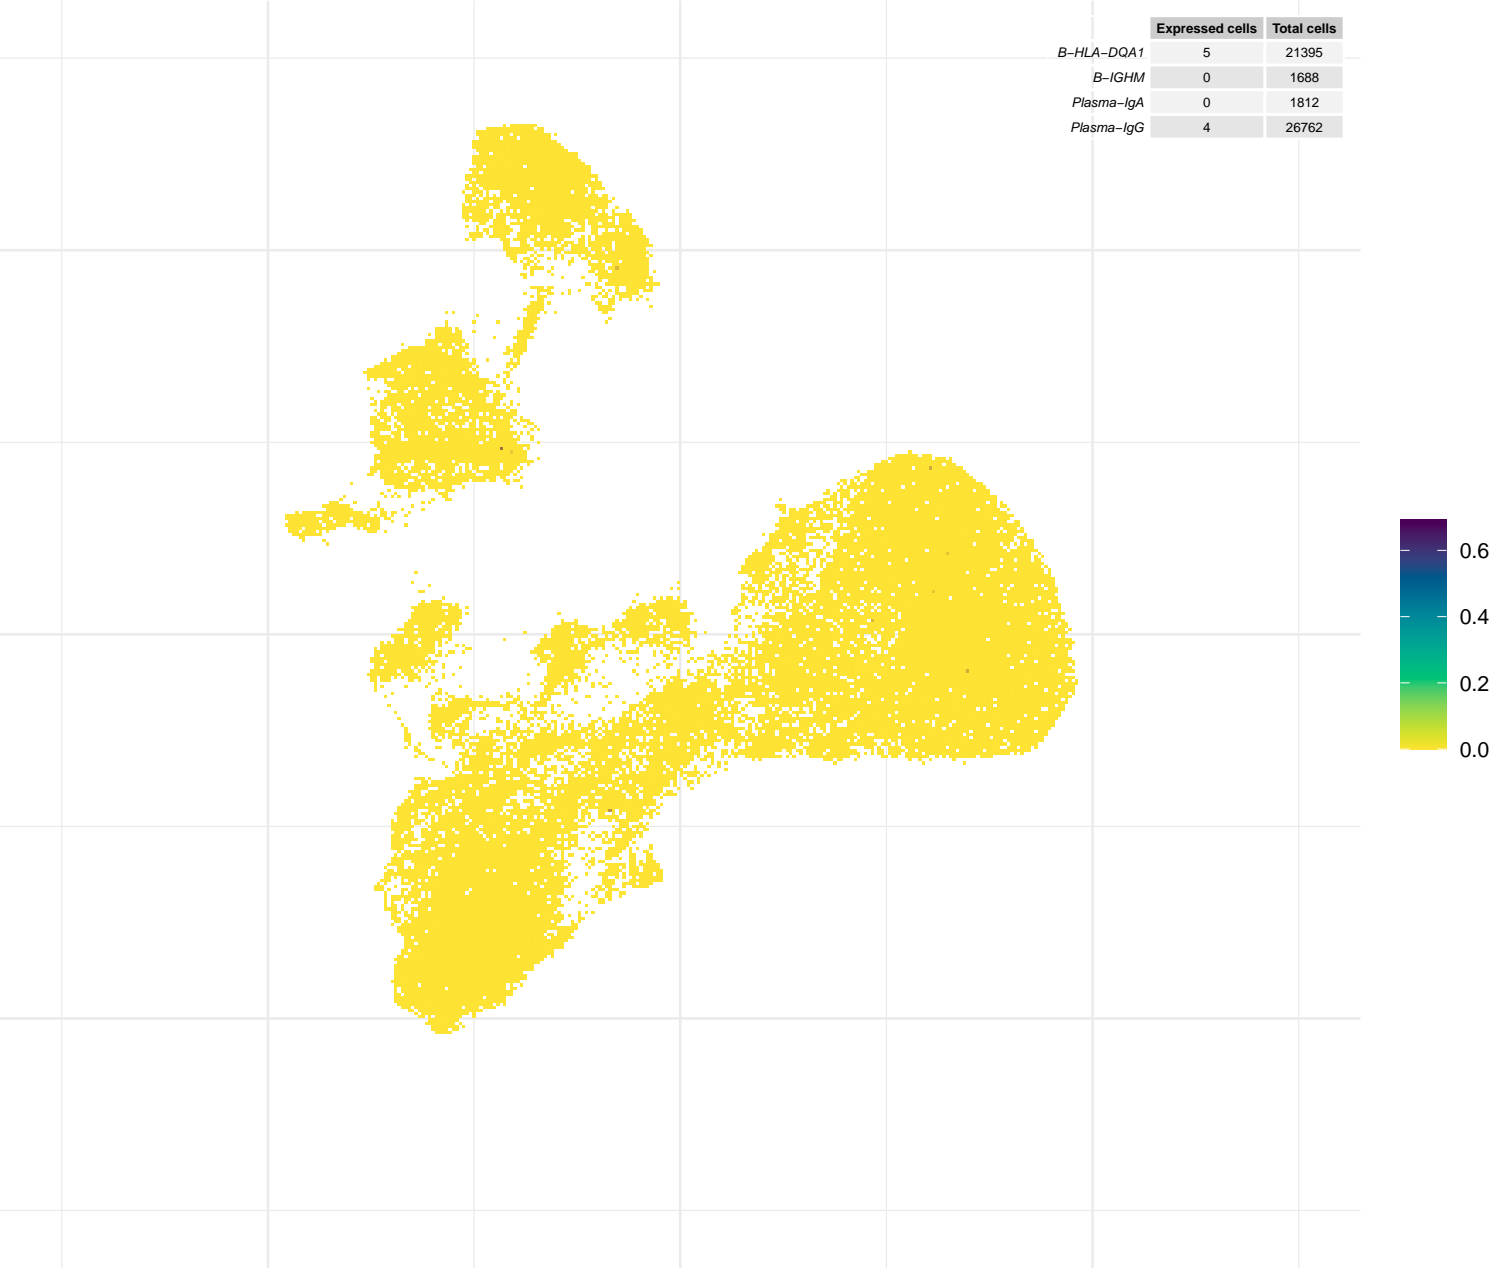 Expressed cells Total cells
B−HLA−DQA1 5 21395
B−IGHM 0 1688
Plasma−IgA 0 1812
Plasma−IgG 4 26762
0.6
0.4
0.2
0.0